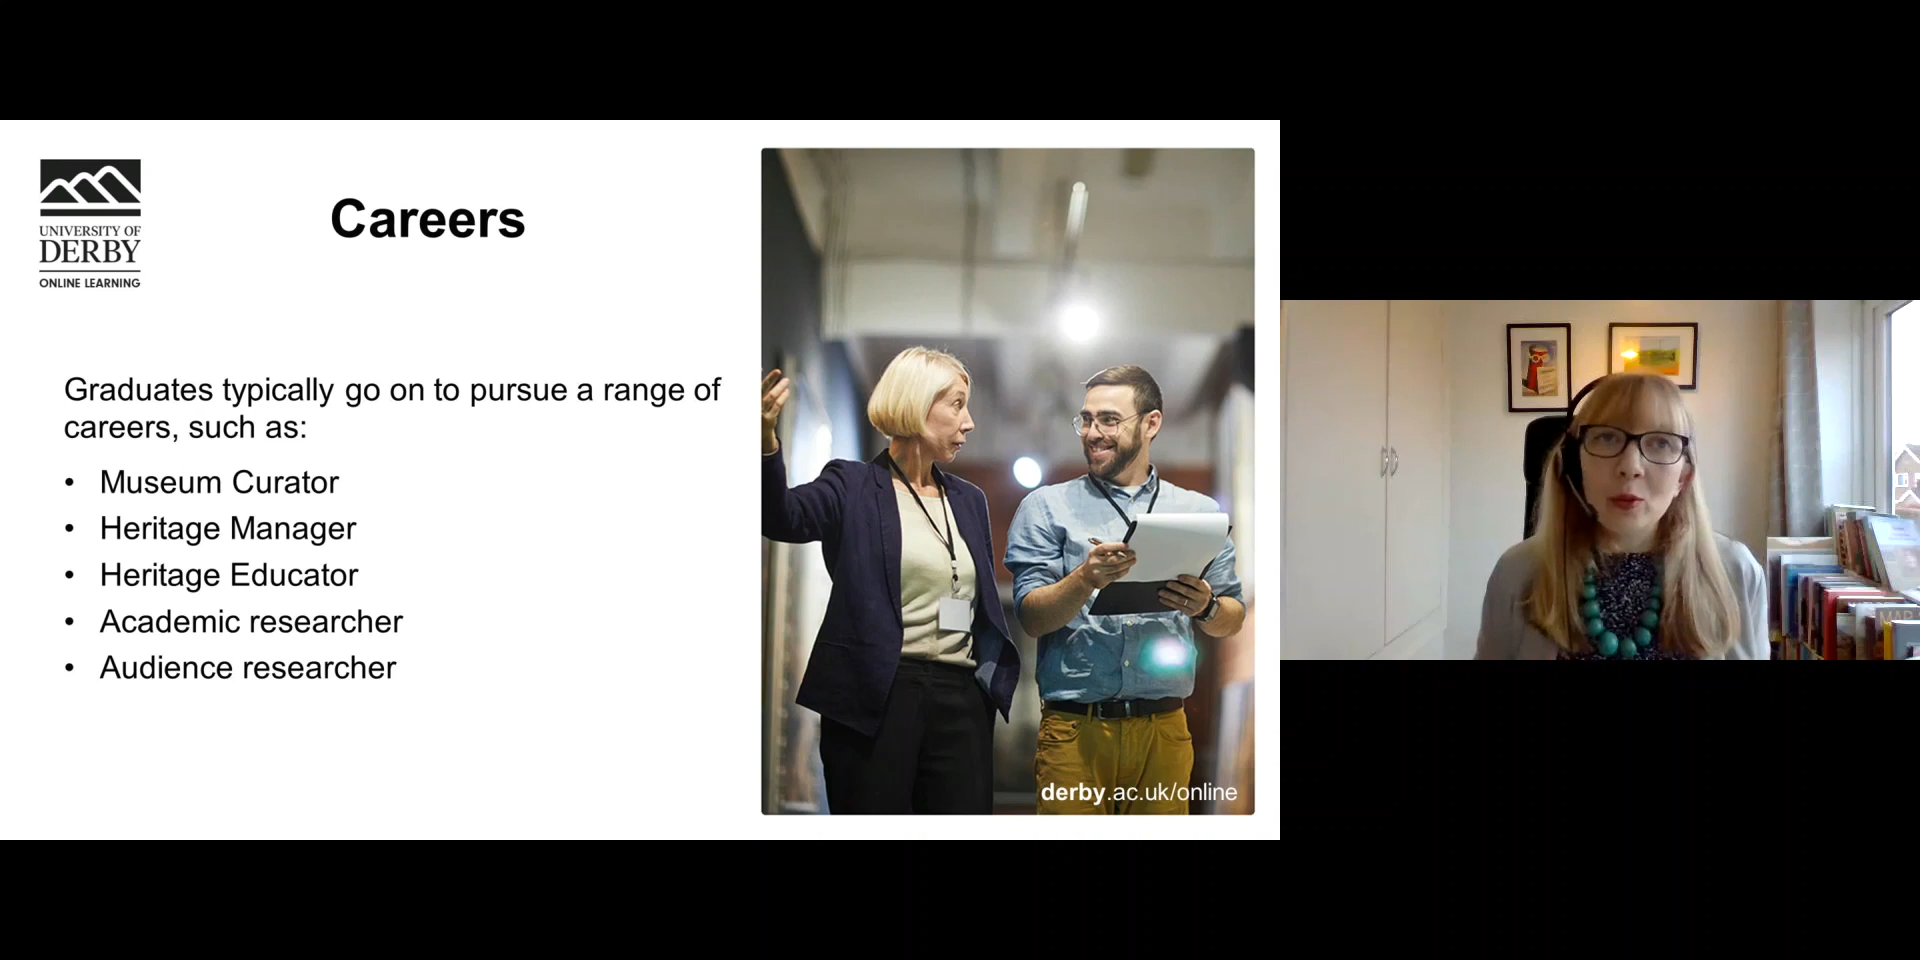 UNIVERSITY OF
DERBY
ONLINE LEARNING
Careers
Graduates typically go on to pursue a range of
careers, such as:
• Museum Curator
• Heritage Manager
• Heritage Educator
• Academic researcher
• Audience researcher
derby.ac.uk/online